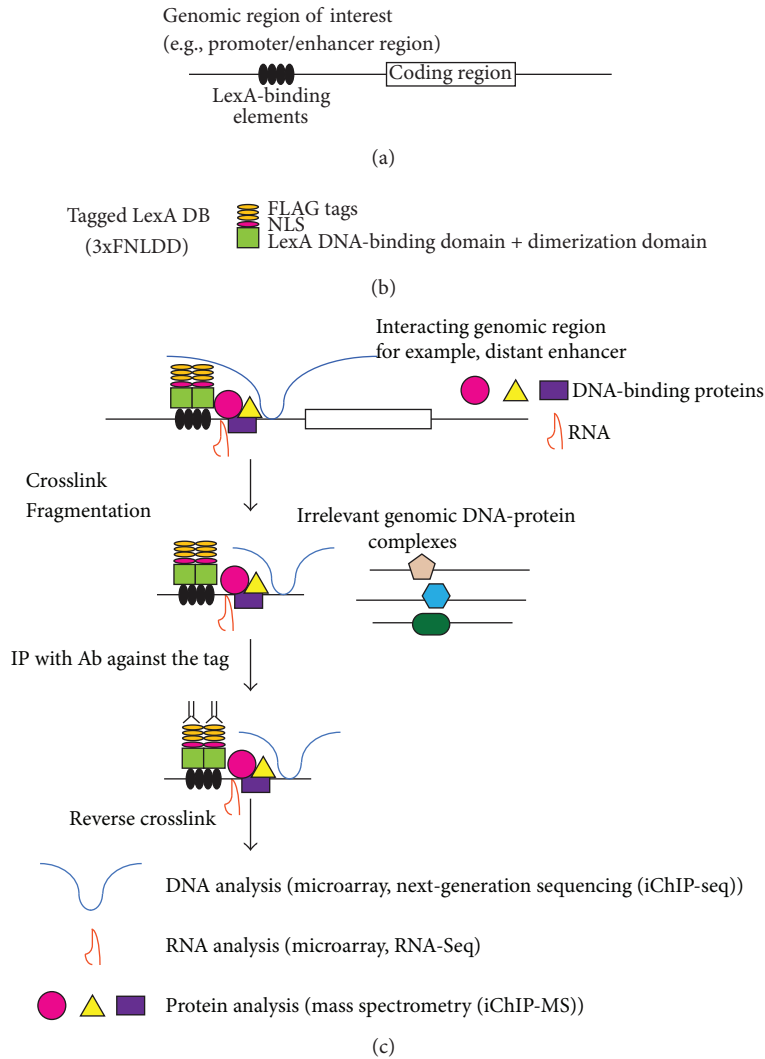 Genomic region of interest
(e.g., promoter/enhancer region)
Coding region
LexA-binding
elements
(a)
Tagged LexA DB
(3xFNLDD)
FLAG tags
NLS
LexA DNA-binding domain + dimerization domain
(b)
Interacting genomic region
for example, distant enhancer
DNA-binding proteins
RNA
Crosslink
Fragmentation
Irrelevant genomic DNA-protein
complexes
IP with Ab against the tag
Reverse crosslink
DNA analysis (microarray, next-generation sequencing (iChIP-seq))
RNA analysis (microarray, RNA-Seq)
Protein analysis (mass spectrometry (iChIP-MS))
(c)